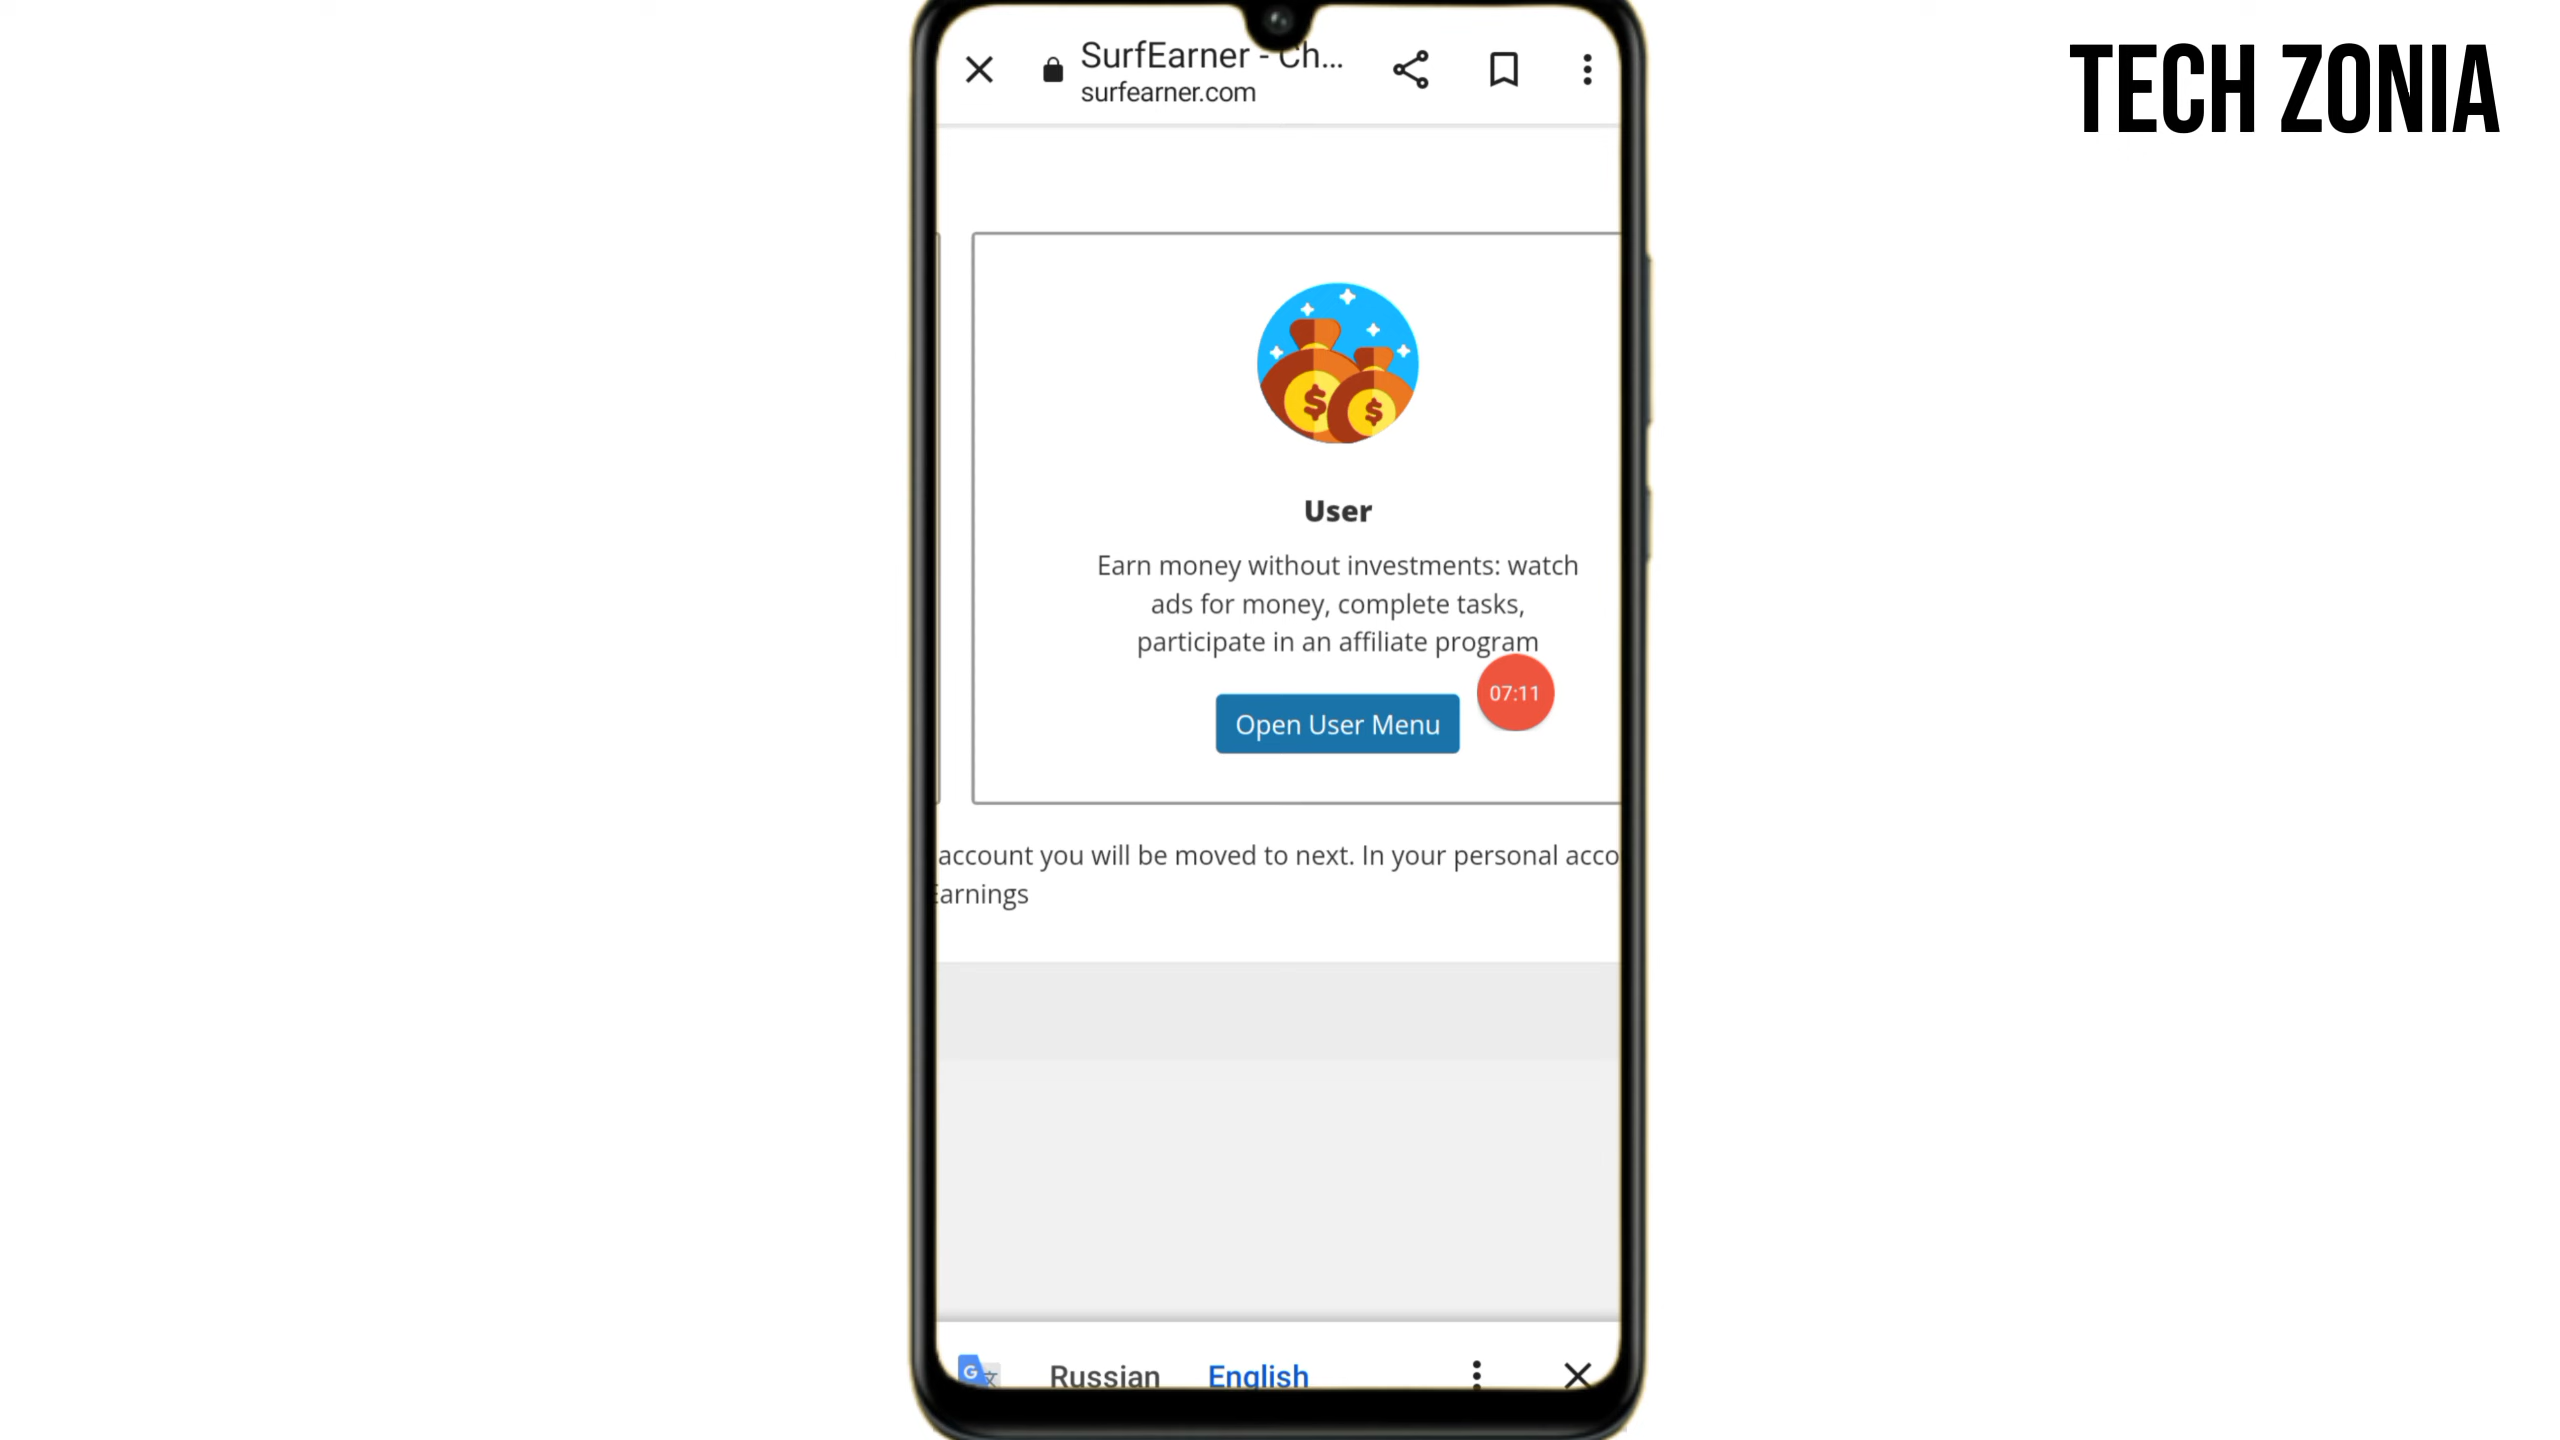 TECH ZONIA
SurfEarner - Ch...
surfearner.com
$ $
User
Earn money without investments: watch
ads for money, complete tasks,
participate in an affiliate program
07:11
Open User Menu
account you will be moved to next. In your personal acco
Earnings
G 文
Russian English